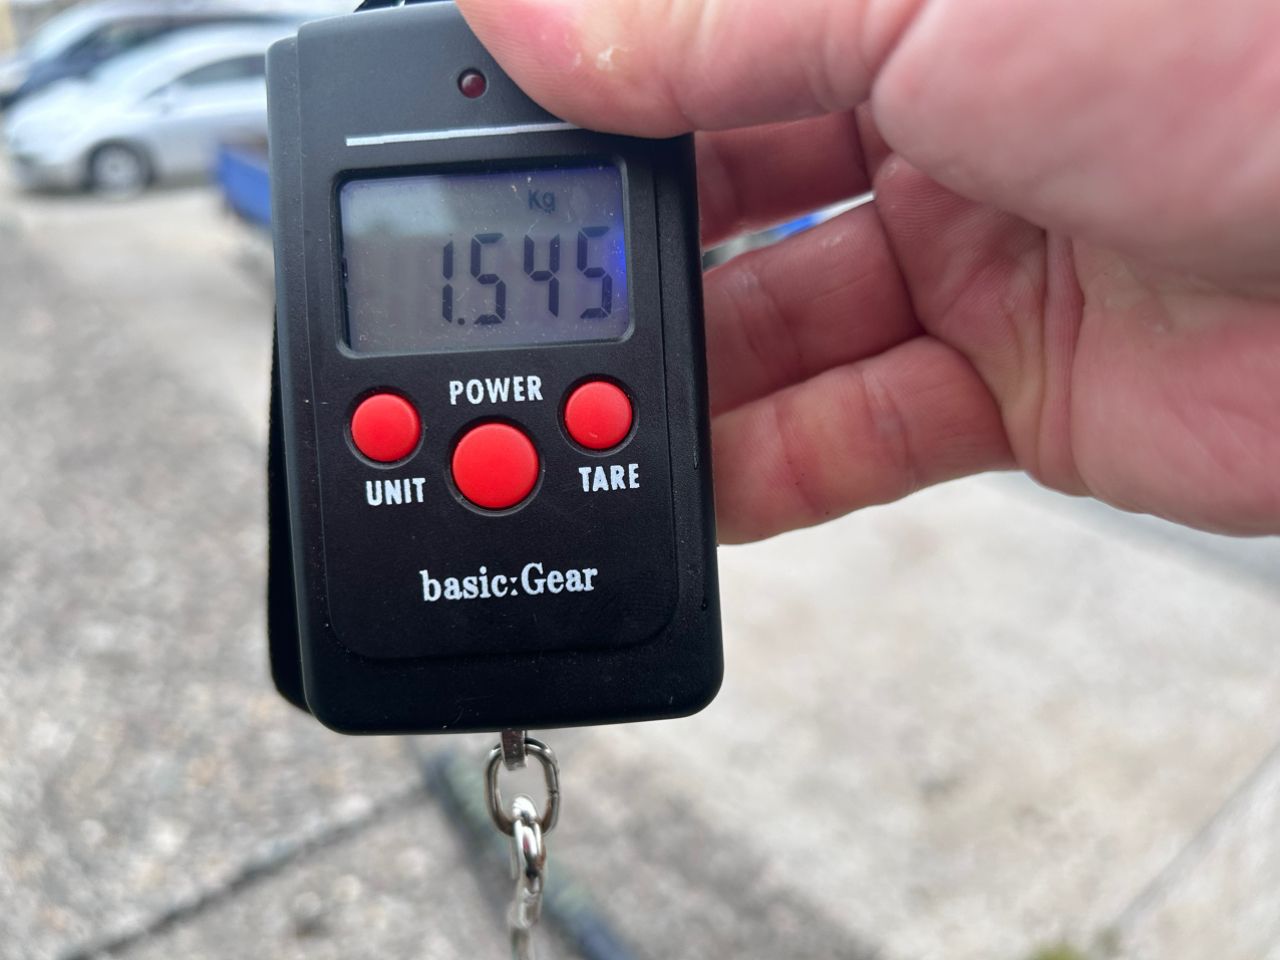 Kg
1.545
POWER
UNIT
TARE
basic:Gear